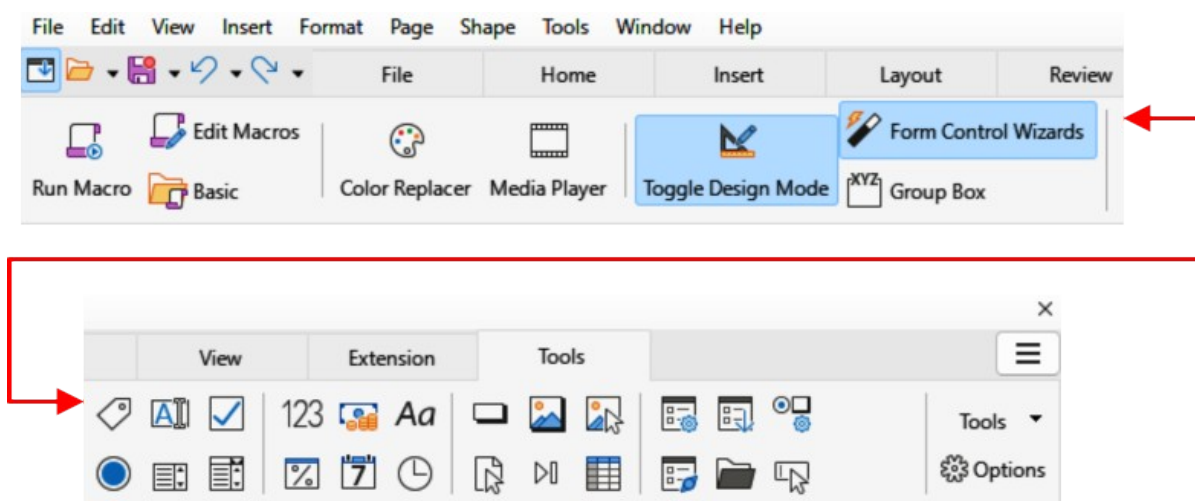 File Edit View Insert Format Page Shape Tools Window Help
File Home Insert Layout Review
Edit Macros Form Control Wizards
XYZ
Run Macro Basic Color Replacer Media Player Toggle Design Mode Group Box
View Extension Tools
A 123 Aa Tools
% 7 Options